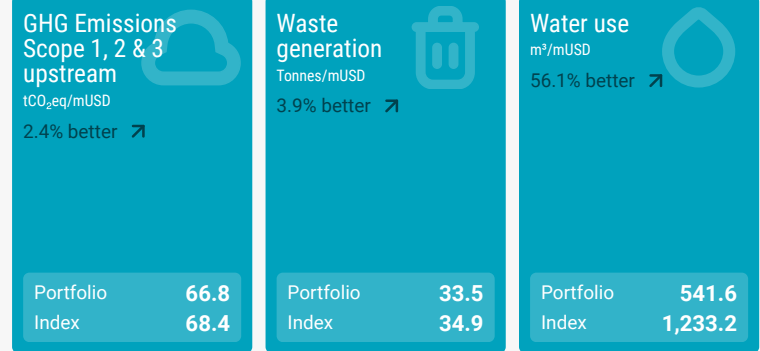 GHG Emissions
Scope 1, 2 & 3
upstream
tCO₂eq/mUSD
2.4% better
Portfolio 66.8
Index 68.4
Waste
generation
Tonnes/mUSD
3.9% better
Portfolio 33.5
Index 34.9
Water use
m³/mUSD
56.1% better
Portfolio 541.6
Index 1,233.2